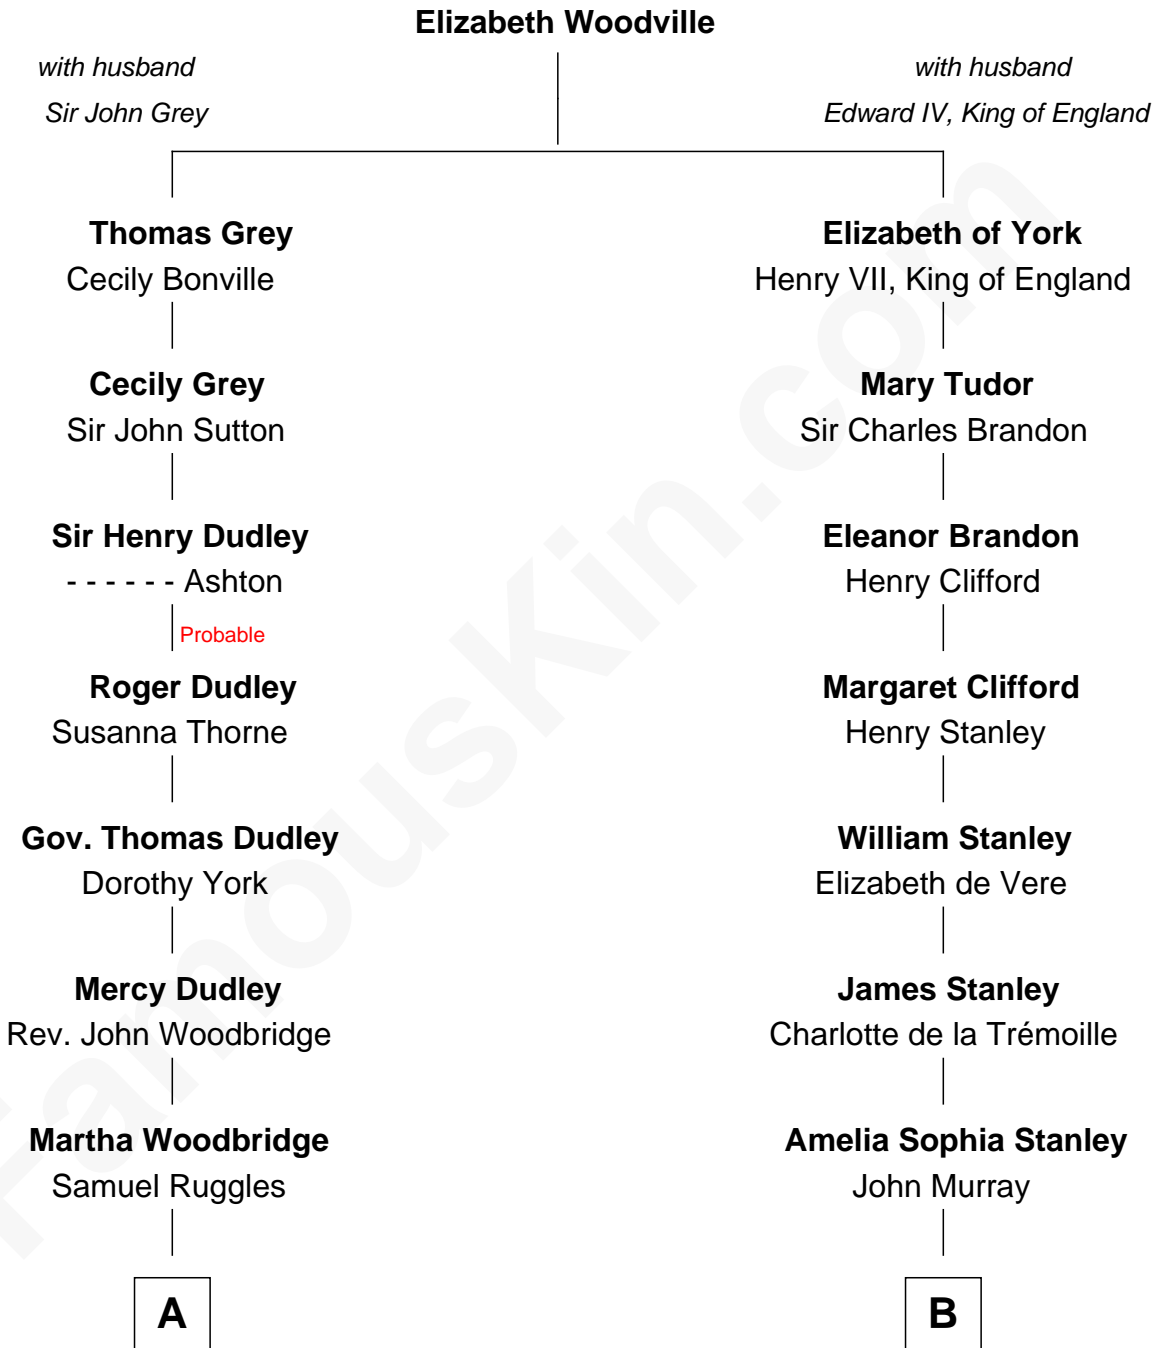 Elizabeth Woodville
with husband
Sir John Grey
with husband
Edward IV, King of England
Thomas Grey
Cecily Bonville
Elizabeth of York
Henry VII, King of England
Cecily Grey
Sir John Sutton
Mary Tudor
Sir Charles Brandon
Sir Henry Dudley
- - - - - - Ashton
Probable
Eleanor Brandon
Henry Clifford
Roger Dudley
Susanna Thorne
Margaret Clifford
Henry Stanley
Gov. Thomas Dudley
Dorothy York
William Stanley
Elizabeth de Vere
Mercy Dudley
Rev. John Woodbridge
James Stanley
Charlotte de la Trémoille
Martha Woodbridge
Samuel Ruggles
Amelia Sophia Stanley
John Murray
A
B
FamousKin.com